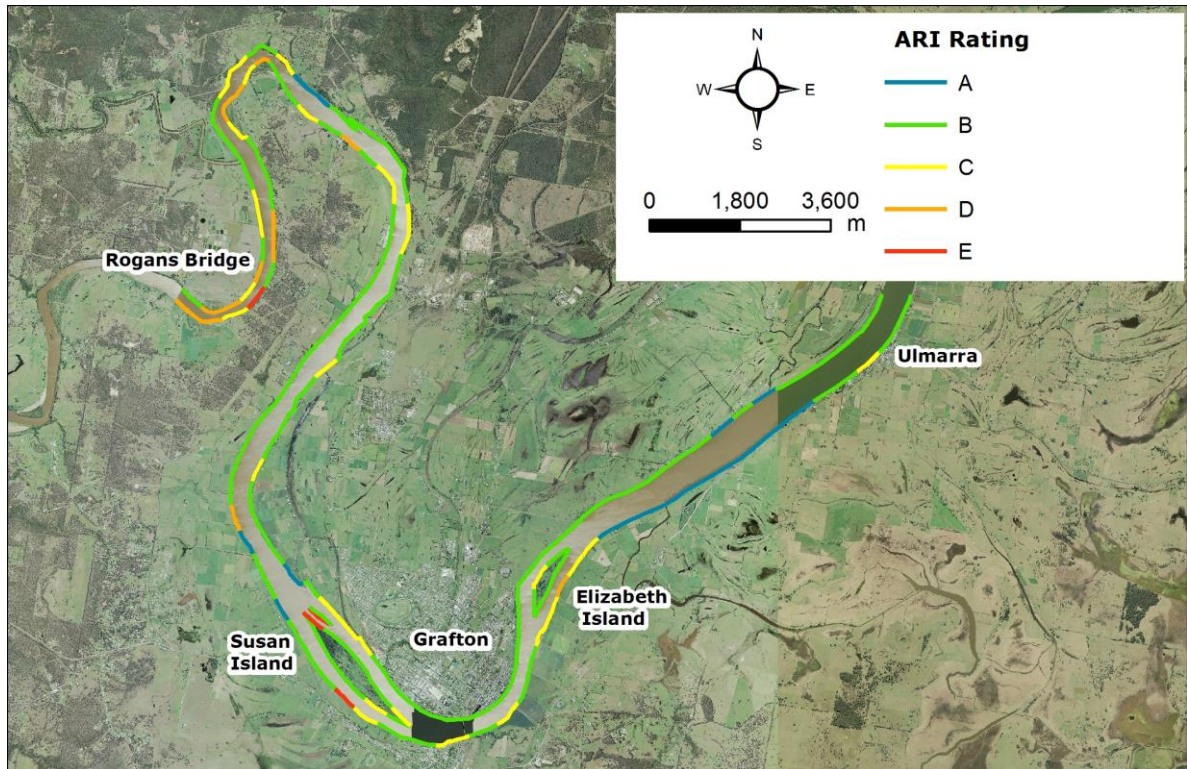 ARI Rating
N
W
E
S
A
B
C
D
E
0
1,800
3,600
m
Rogans Bridge
Ulmarra
Elizabeth
Island
Grafton
Susan
Island